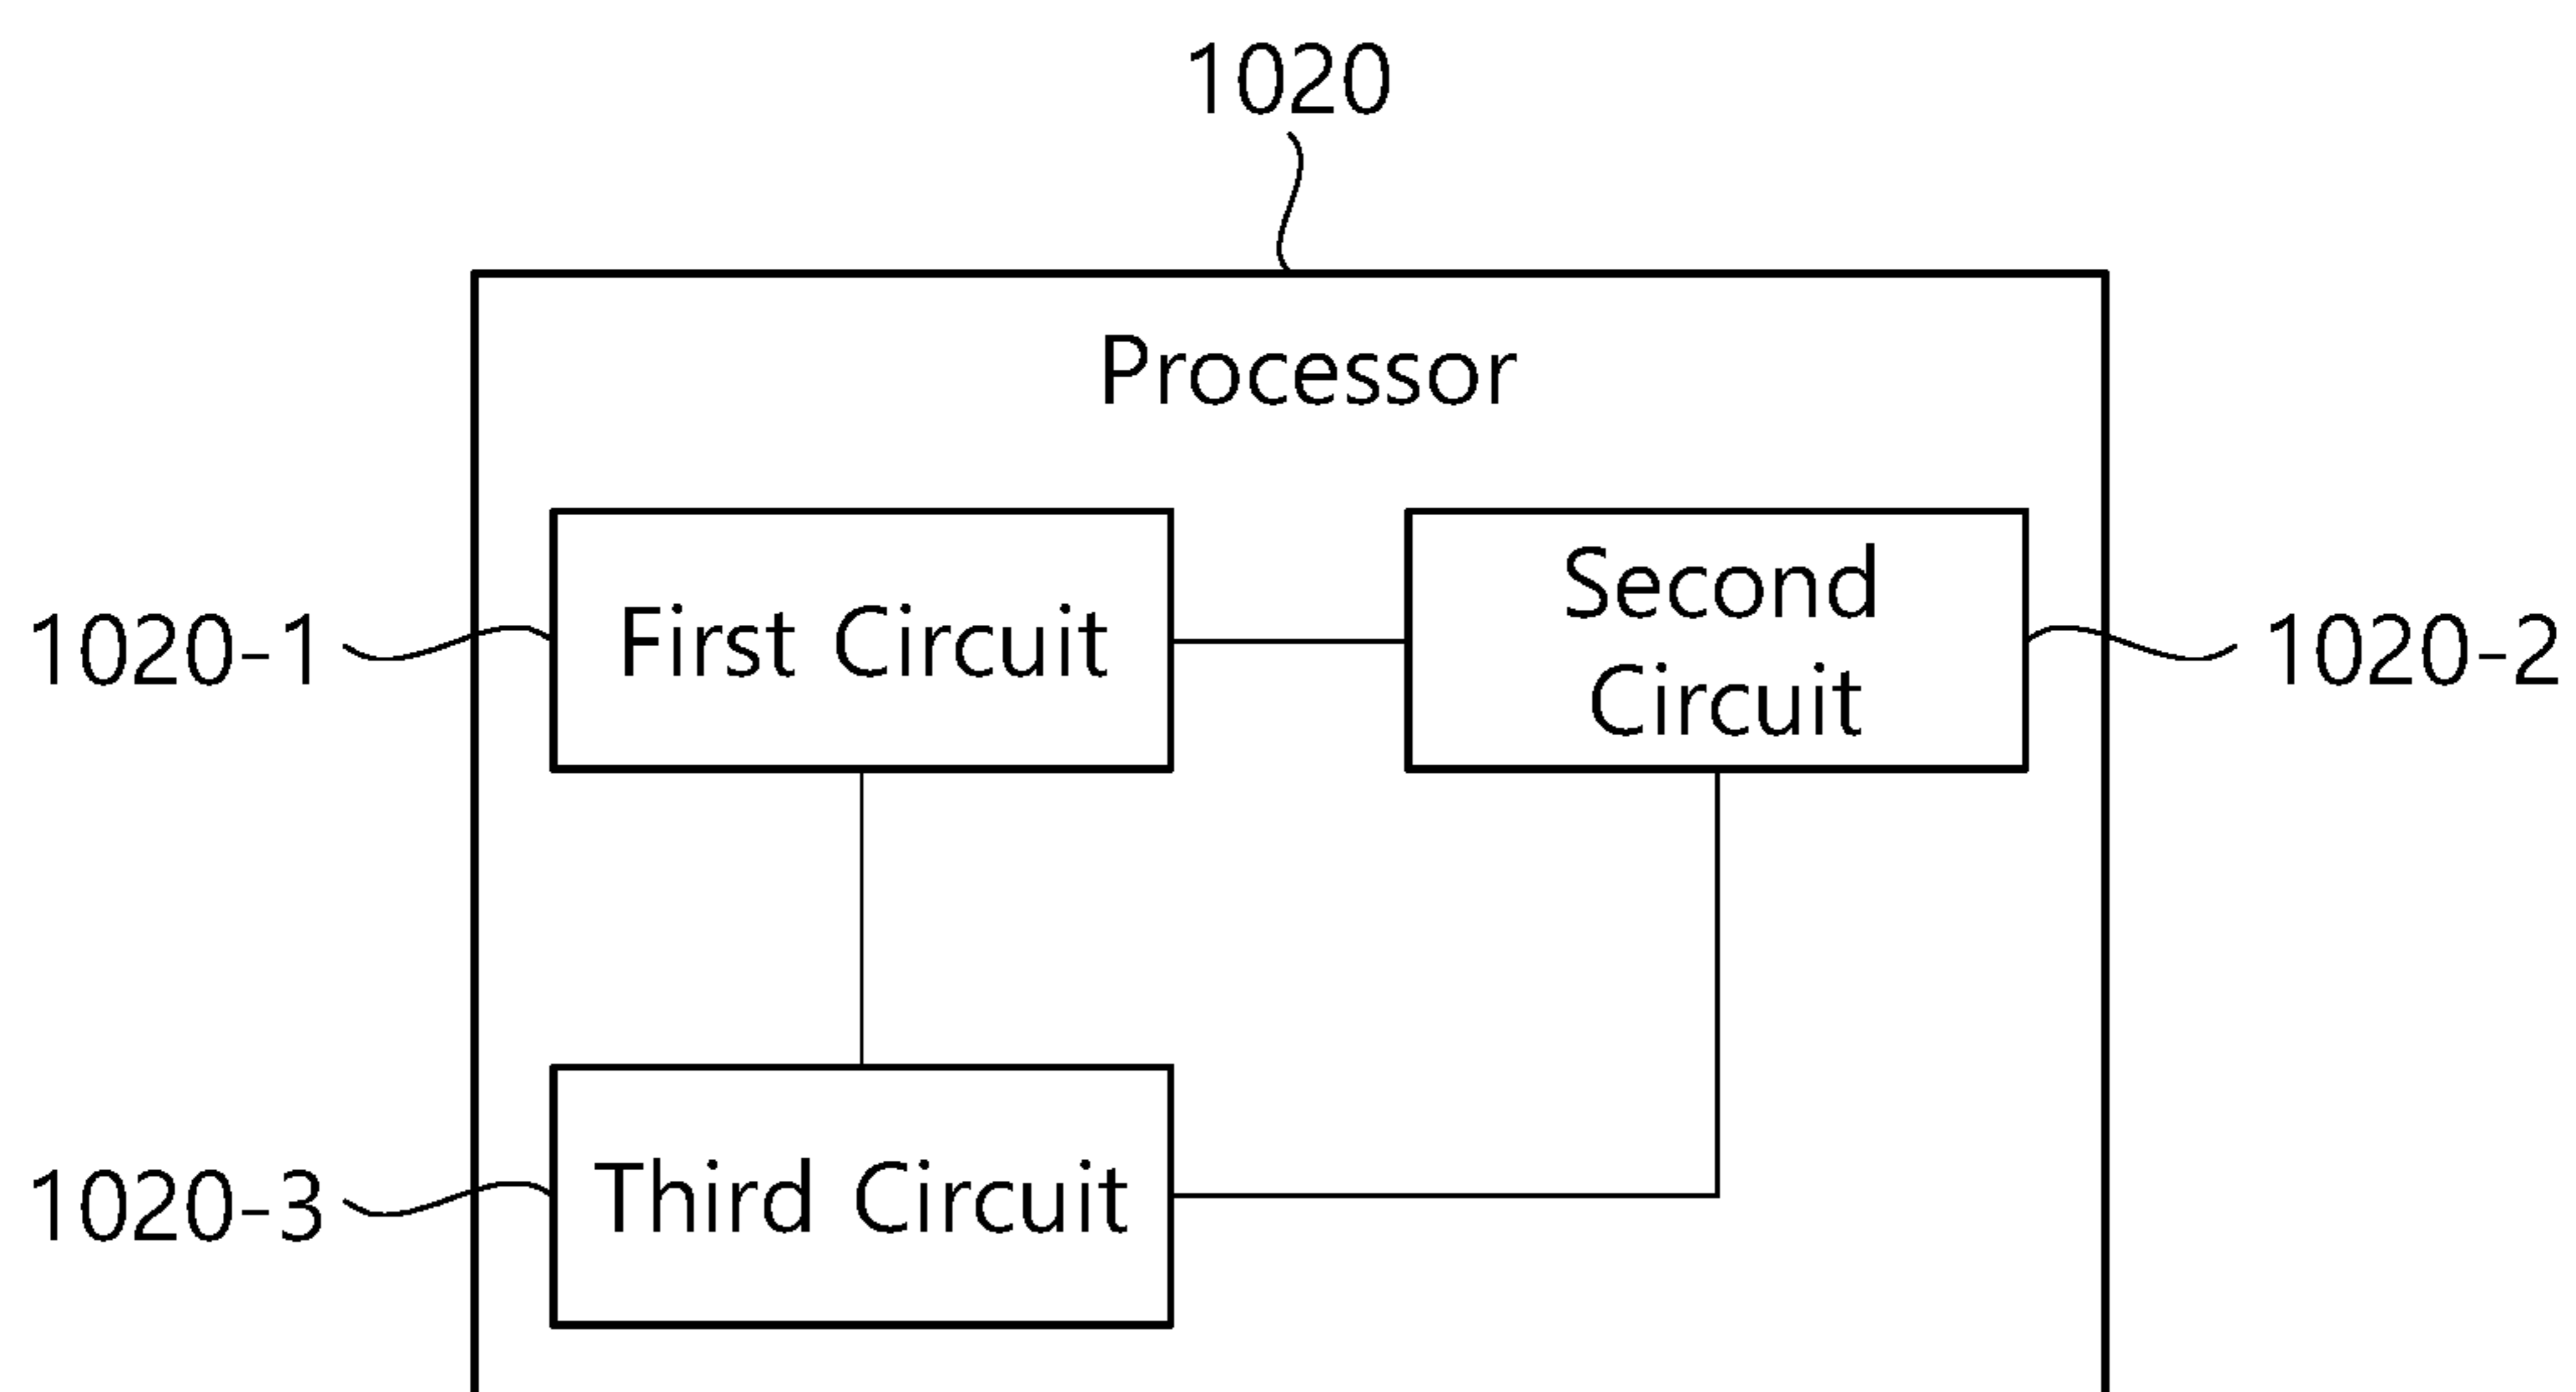 1020
Processor
First Circuit
Second
Circuit
1020-1
1020-2
Third Circuit
1020-3